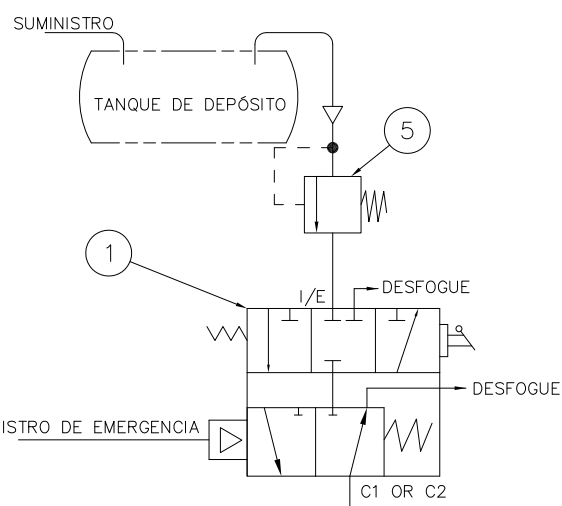 SUMINISTRO
TANQUE DE DEPÓSITO
5
1
I/E
DESFOGUE
DESFOGUE
ISTRO DE EMERGENCIA
C1 OR C2